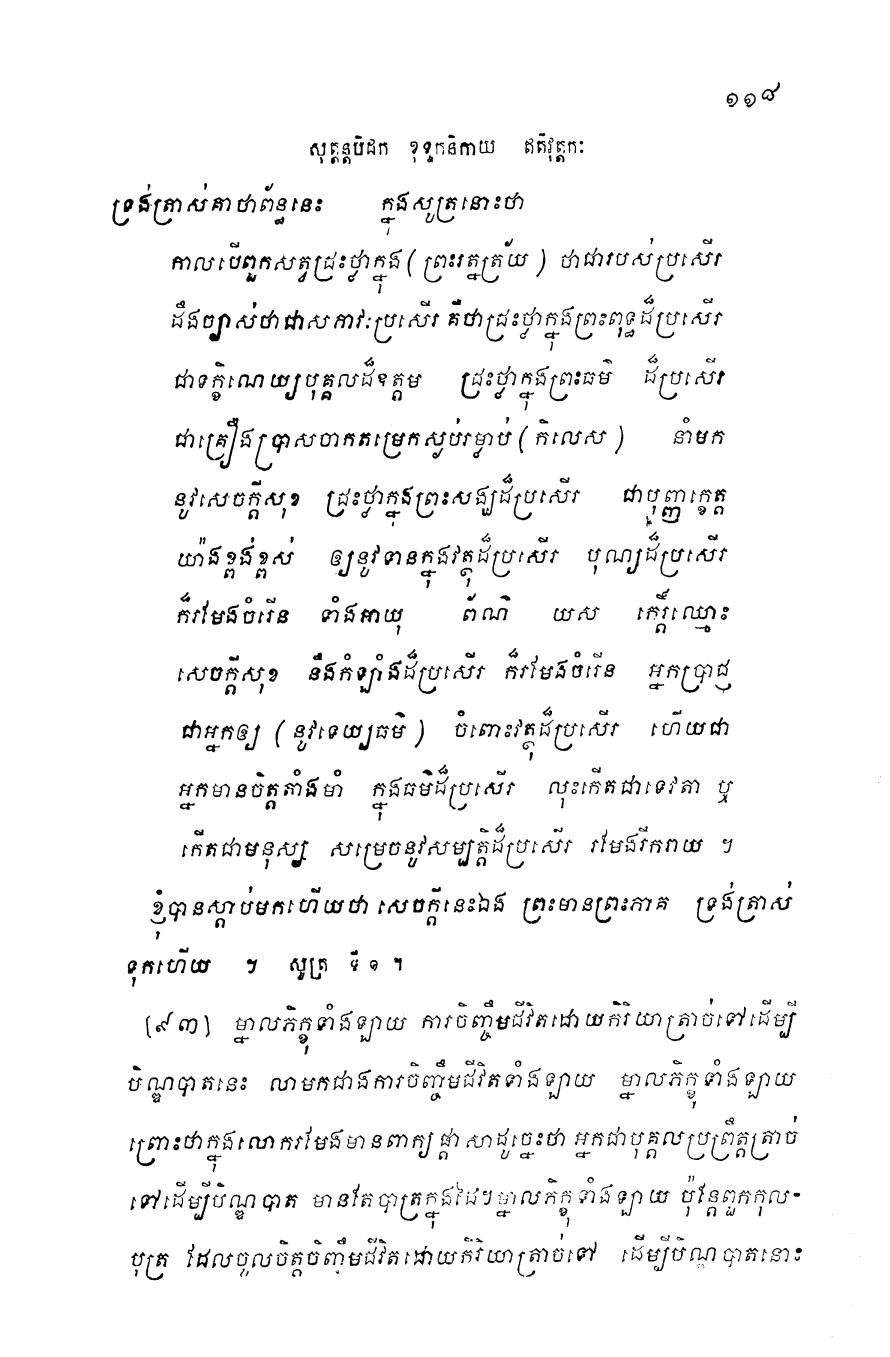 ១១៨
សុត្តន្តបិដក ខុទ្ទកនិកាយ ឥតិវុត្តកៈ
ទ្រង់ត្រាស់គាថាព័ន្ធនេះ ក្នុងសូត្រនោះថា
កាលបើពួកសត្វជ្រះថ្លាក្នុង ( ព្រះរត្នត្រ័យ ) ថាជារបស់ប្រសើរ
ដឹងច្បាស់ថាជាសភាវៈប្រសើរ គឺថាជ្រះថ្លាក្នុងព្រះពុទ្ធដ៏ប្រសើរ
ជាទក្ខិណេយ្យបុគ្គលដ៏ឧត្តម ជ្រះថ្លាក្នុងព្រះធម៌ ដ៏ប្រសើរ
ជាគ្រឿងប្រាសចាកតម្រេកស្ងប់រម្ងាប់ ( កិលេស ) នាំមក
នូវសេចក្តីសុខ ជ្រះថ្លាក្នុងព្រះសង្ឃដ៏ប្រសើរ ជាបុញ្ញក្ខេត្ត
យ៉ាងខ្ពង់ខ្ពស់ ឲ្យនូវទានក្នុងវត្ថុដ៏ប្រសើរ បុណ្យដ៏ប្រសើរ
ក៏រមែងចំរើន ទាំងអាយុ ព័ណ៌ យស កេរ្តិ៍ឈ្មោះ
សេចក្តីសុខ នឹងកំឡាំងដ៏ប្រសើរ ក៏រមែងចំរើន អ្នកប្រាជ្ញ
ជាអ្នកឲ្យ ( នូវទេយ្យធម៌ ) ចំពោះវត្ថុដ៏ប្រសើរ ហើយជា
អ្នកមានចិត្តតាំងមាំ ក្នុងធម៌ដ៏ប្រសើរ លុះកើតជាទេវតា ឬ
កើតជាមនុស្ស សម្រេចនូវសម្បត្តិដ៏ប្រសើរ រមែងរីករាយ ។
ខ្ញុំបានស្តាប់មកហើយថា សេចក្តីនេះឯង ព្រះមានព្រះភាគ ទ្រង់ត្រាស់
ទុកហើយ ។ សូត្រ ទី ១ ។
[៩៣] ម្នាលភិក្ខុទាំងឡាយ ការចិញ្ចឹមជីវិតដោយកិរិយាត្រាច់ទៅដើម្បី
បិណ្ឌបាតនេះ លាមកជាងការចិញ្ចឹមជីវិតទាំងឡាយ ម្នាលភិក្ខុទាំងឡាយ
ព្រោះថាក្នុងលោករមែងមានពាក្យផ្តាសាដូច្នេះថា អ្នកជាបុគ្គលប្រព្រឹត្តត្រាច់
ទៅដើម្បីបិណ្ឌបាត មានតែបាត្រក្នុងដៃ។ ម្នាលភិក្ខុទាំងឡាយ ប៉ុន្តែពួកកុល-
បុត្រ ដែលចូលចិត្តចិញ្ចឹមជីវិតដោយកិរិយាត្រាច់ទៅ ដើម្បីបិណ្ឌបាតនោះ